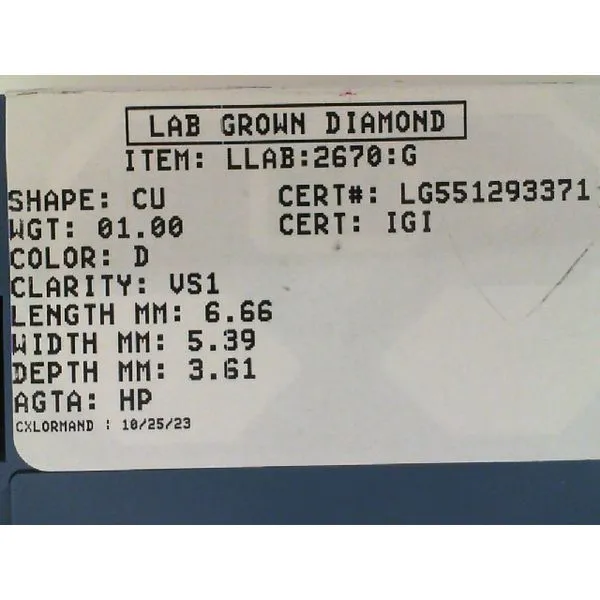 LAB GROWN DIAMOND
ITEM: LLAB:2670:G
SHAPE: CU CERT#: LG551293371
WGT: 01.00 CERT: IGI
COLOR: D
CLARITY: VS1
LENGTH MM: 6.66
WIDTH MM: 5.39
DEPTH MM: 3.61
AGTA: HP
CXLORMAND : 10/25/23